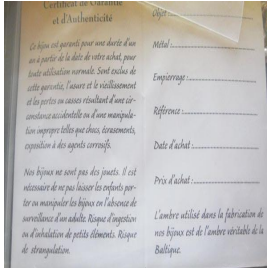 Certificat de Garantie
et d'Authenticité
Ce bijou est garanti pour une durée d'un
an à partir de la date de votre achat, pour
toute utilisation normale. Sont exclus de
cette garantie, l'usure et le vieillissement
et les pertes ou casses résultant d'une cir-
constance accidentelle ou d'une manipula-
tion impropre telles que chocs, écrasements,
exposition à des agents corrosifs.
Nos bijoux ne sont pas des jouets. Il est
nécessaire de ne pas laisser les enfants por-
ter ou manipuler les bijoux en l'absence de
surveillance d'un adulte. Risque d'ingestion
ou d'inhalation de petits éléments. Risque
de strangulation.
Objet :
Métal :
Empierrage :
Référence :
Date d'achat :
Prix d'achat :
L'ambre utilisé dans la fabrication de
nos bijoux est de l'ambre véritable de la
Baltique.